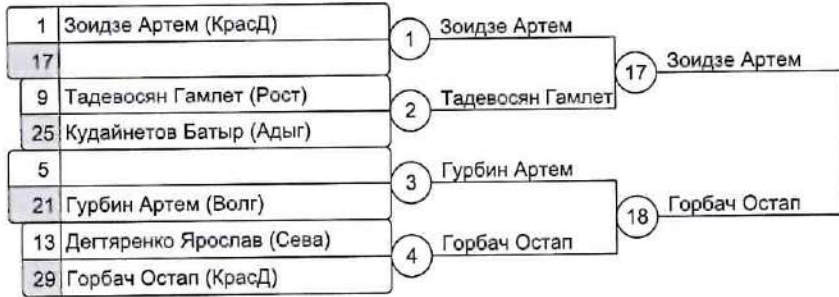 1 Зоидзе Артем (КрасД)
17
9 Тадевосян Гамлет (Рост)
25 Кудайнетов Батыр (Адыг)
5
21 Гурбин Артем (Волг)
13 Дегтяренко Ярослав (Сева)
29 Горбач Остап (КрасД)
1 Зоидзе Артем
2 Тадевосян Гамлет
3 Гурбин Артем
4 Горбач Остап
17 Зоидзе Артем
18 Горбач Остап